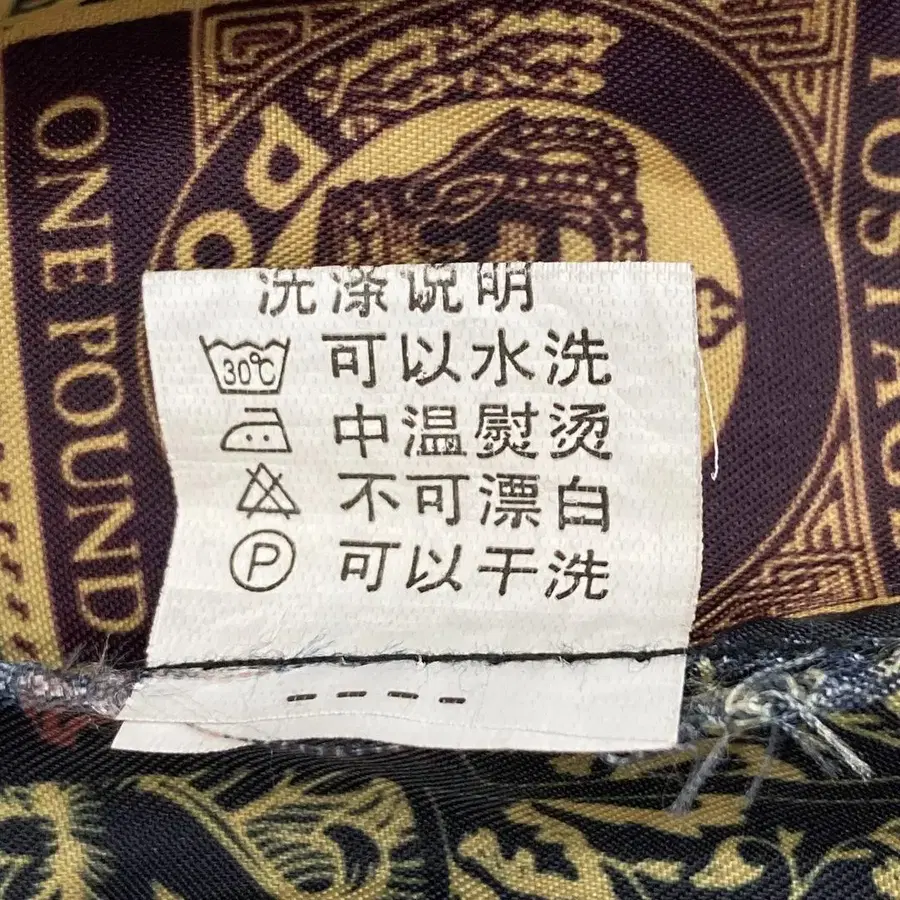 洗涤说明
30℃ 可以水洗
中温熨烫
不可漂白
P 可以干洗
ONE POUND